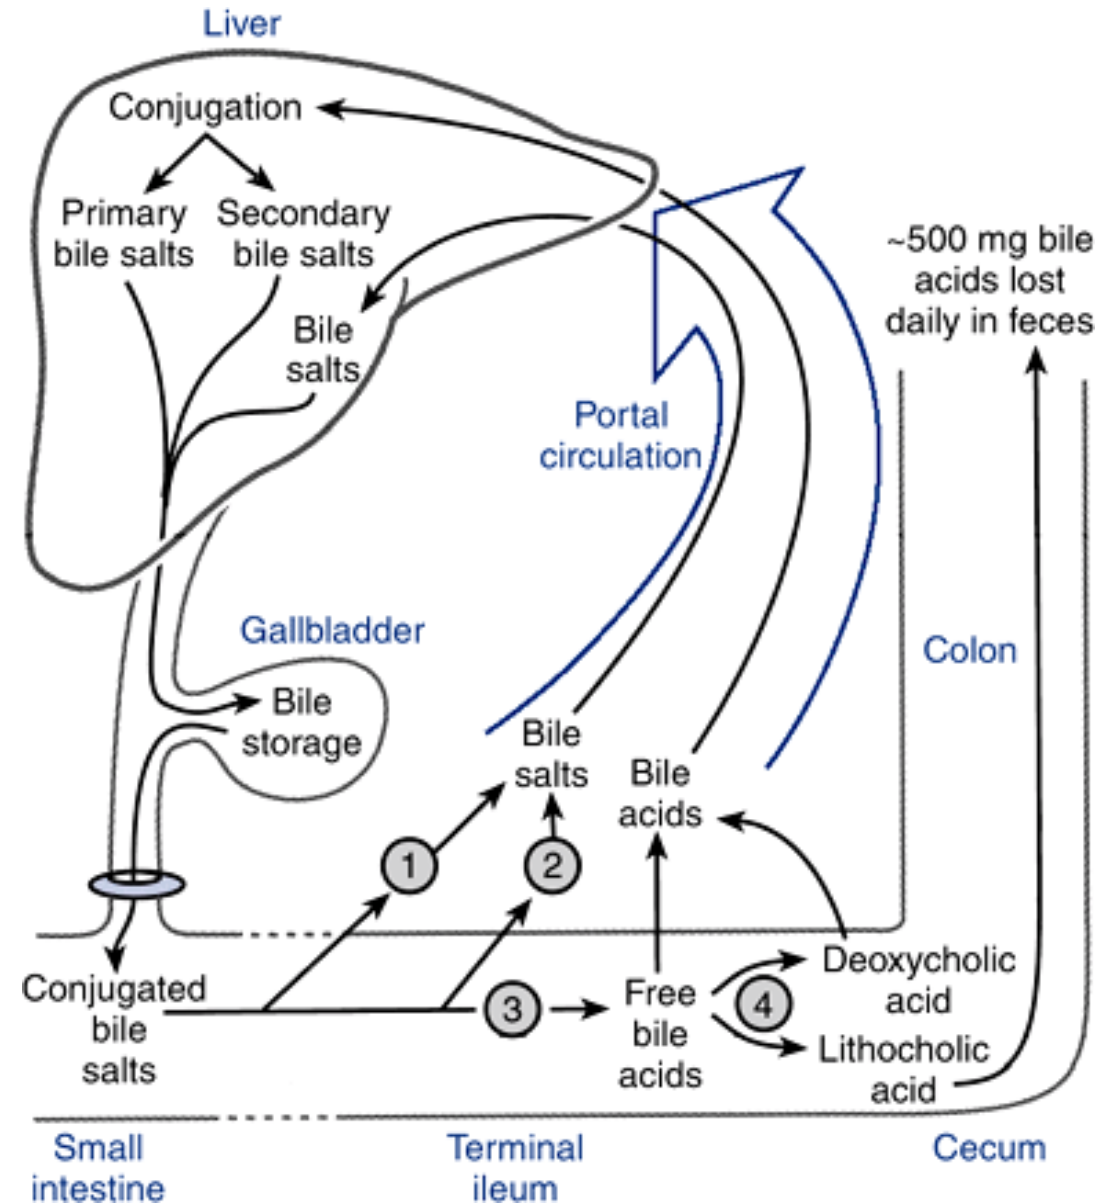 Liver
Conjugation
Primary
bile salts
Secondary
bile salts
Bile
salts
~500 mg bile
acids lost
daily in feces
Portal
circulation
Gallbladder
Bile
storage
Colon
Bile
salts
Bile
acids
1
2
Conjugated
bile
salts
3
Free
bile
acids
4
Deoxycholic
acid
Lithocholic
acid
Small
intestine
Terminal
ileum
Cecum